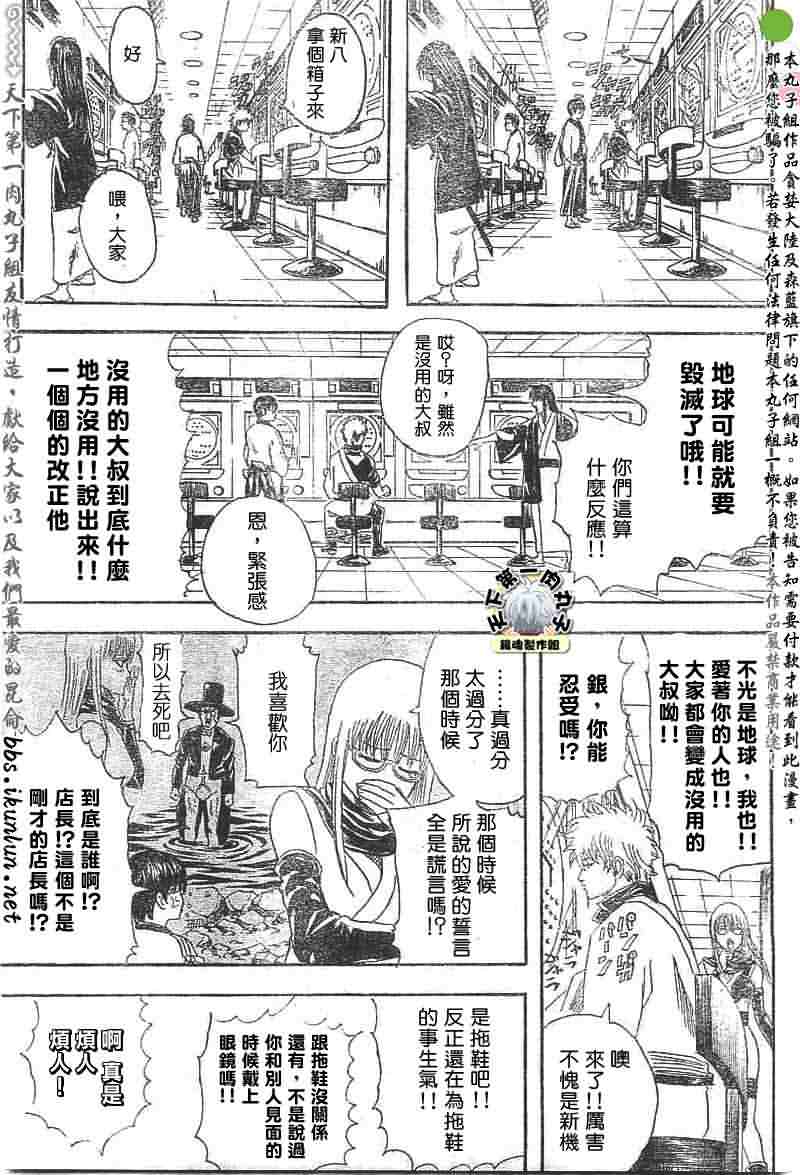 新八
拿個箱子來
好
喂，大家
地球可能就要
毀滅了哦!!
你們這算
什麼反應!!
哎?呀，雖然
是沒用的大叔
恩，緊張感
沒用的大叔到底什麼
地方沒用!!說出來!!
一個個的改正他
不光是地球，我也!!
愛著你的人也!!
大家都會變成沒用的
大叔呦!!
銀，你能
忍受嗎!?
噢
來了!!厲害
不愧是新機
……真過分
太過分了
那個時候
那個時候
所說的愛的誓言
全是謊言嗎!?
我喜歡你
所以去死吧
到底是誰啊!?
店長!?這個不是
剛才的店長嗎!?
是拖鞋吧!!
反正還在為拖鞋
的事生氣!!
跟拖鞋沒關係
還有，不是說過
你和別人見面的
時候戴上
眼鏡嗎!!
啊 真是
煩人
煩人!
天下第一肉丸子
龍魂製作組
本丸子組作品貪墊大陸及森藍旗下的任何網站。如果您被告知需要付款才能看到此漫畫，
那麼您被騙了。若發生任何法律問題本丸子組一概不負責!本作品嚴禁商業用途!
天下第一肉丸子組友情打造，獻給大家以及我們最愛的昆侖 bbs.ikunlun.net